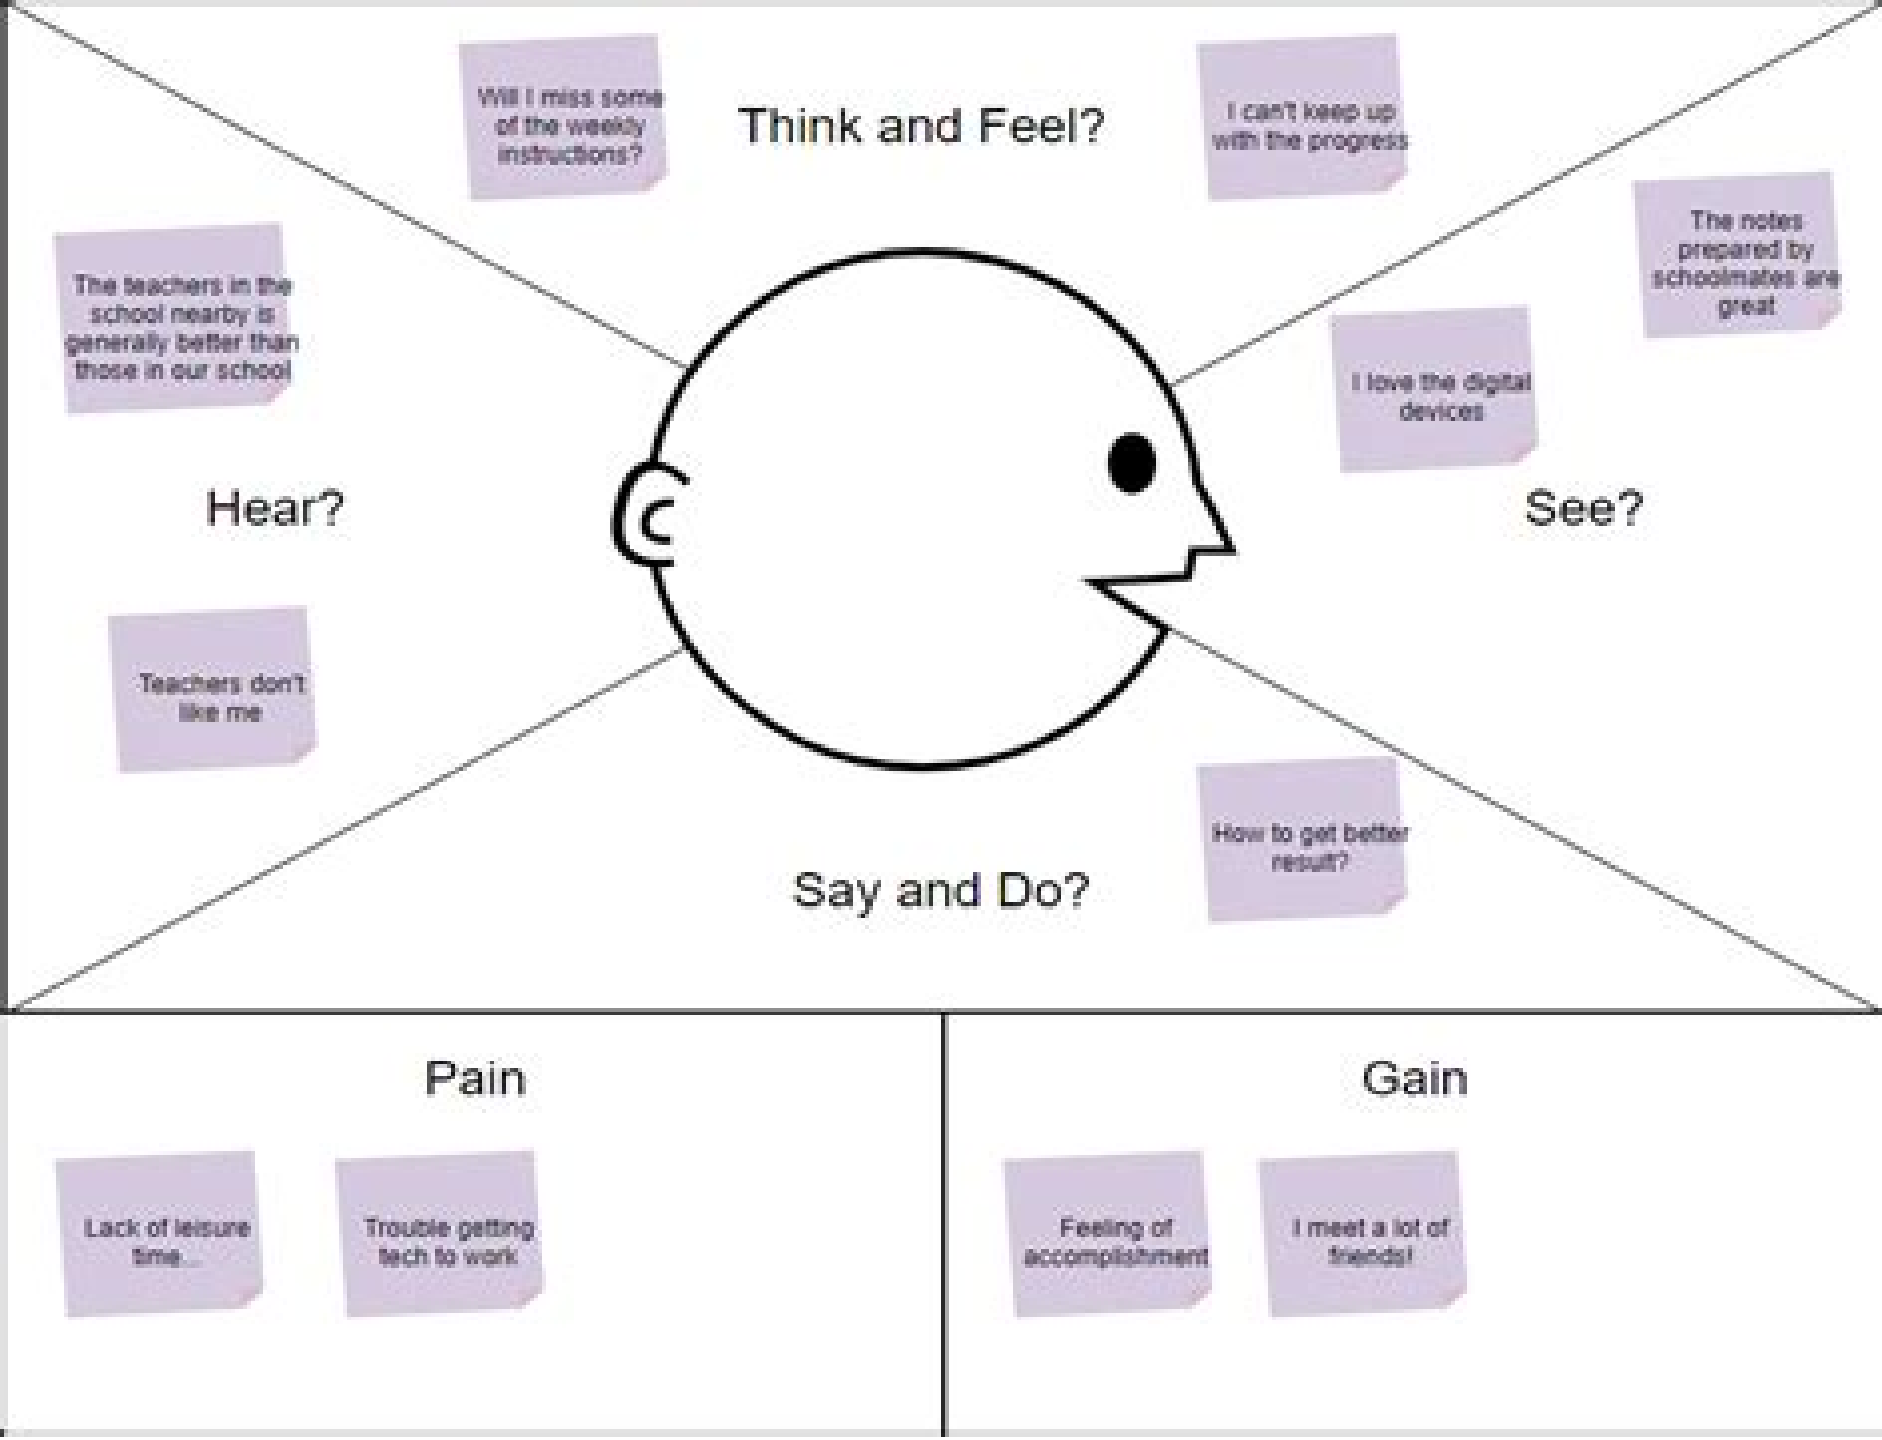 Will I miss some
of the weekly
instructions?
Think and Feel?
I can't keep up
with the progress
The teachers in the
school nearby is
generally better than
those in our school
Hear?
Teachers don't
like me
The notes
prepared by
schoolmates are
great
I love the digital
devices
See?
Say and Do?
How to get better
result?
Pain
Lack of leisure
time...
Trouble getting
tech to work
Gain
Feeling of
accomplishment
I meet a lot of
friends!